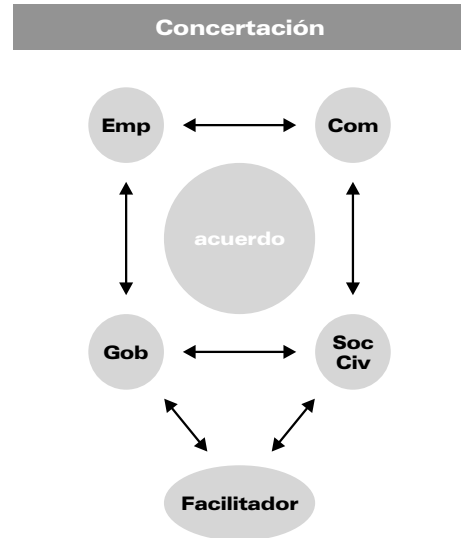 Concertación
Emp
Com
acuerdo
Gob
Soc
Civ
Facilitador